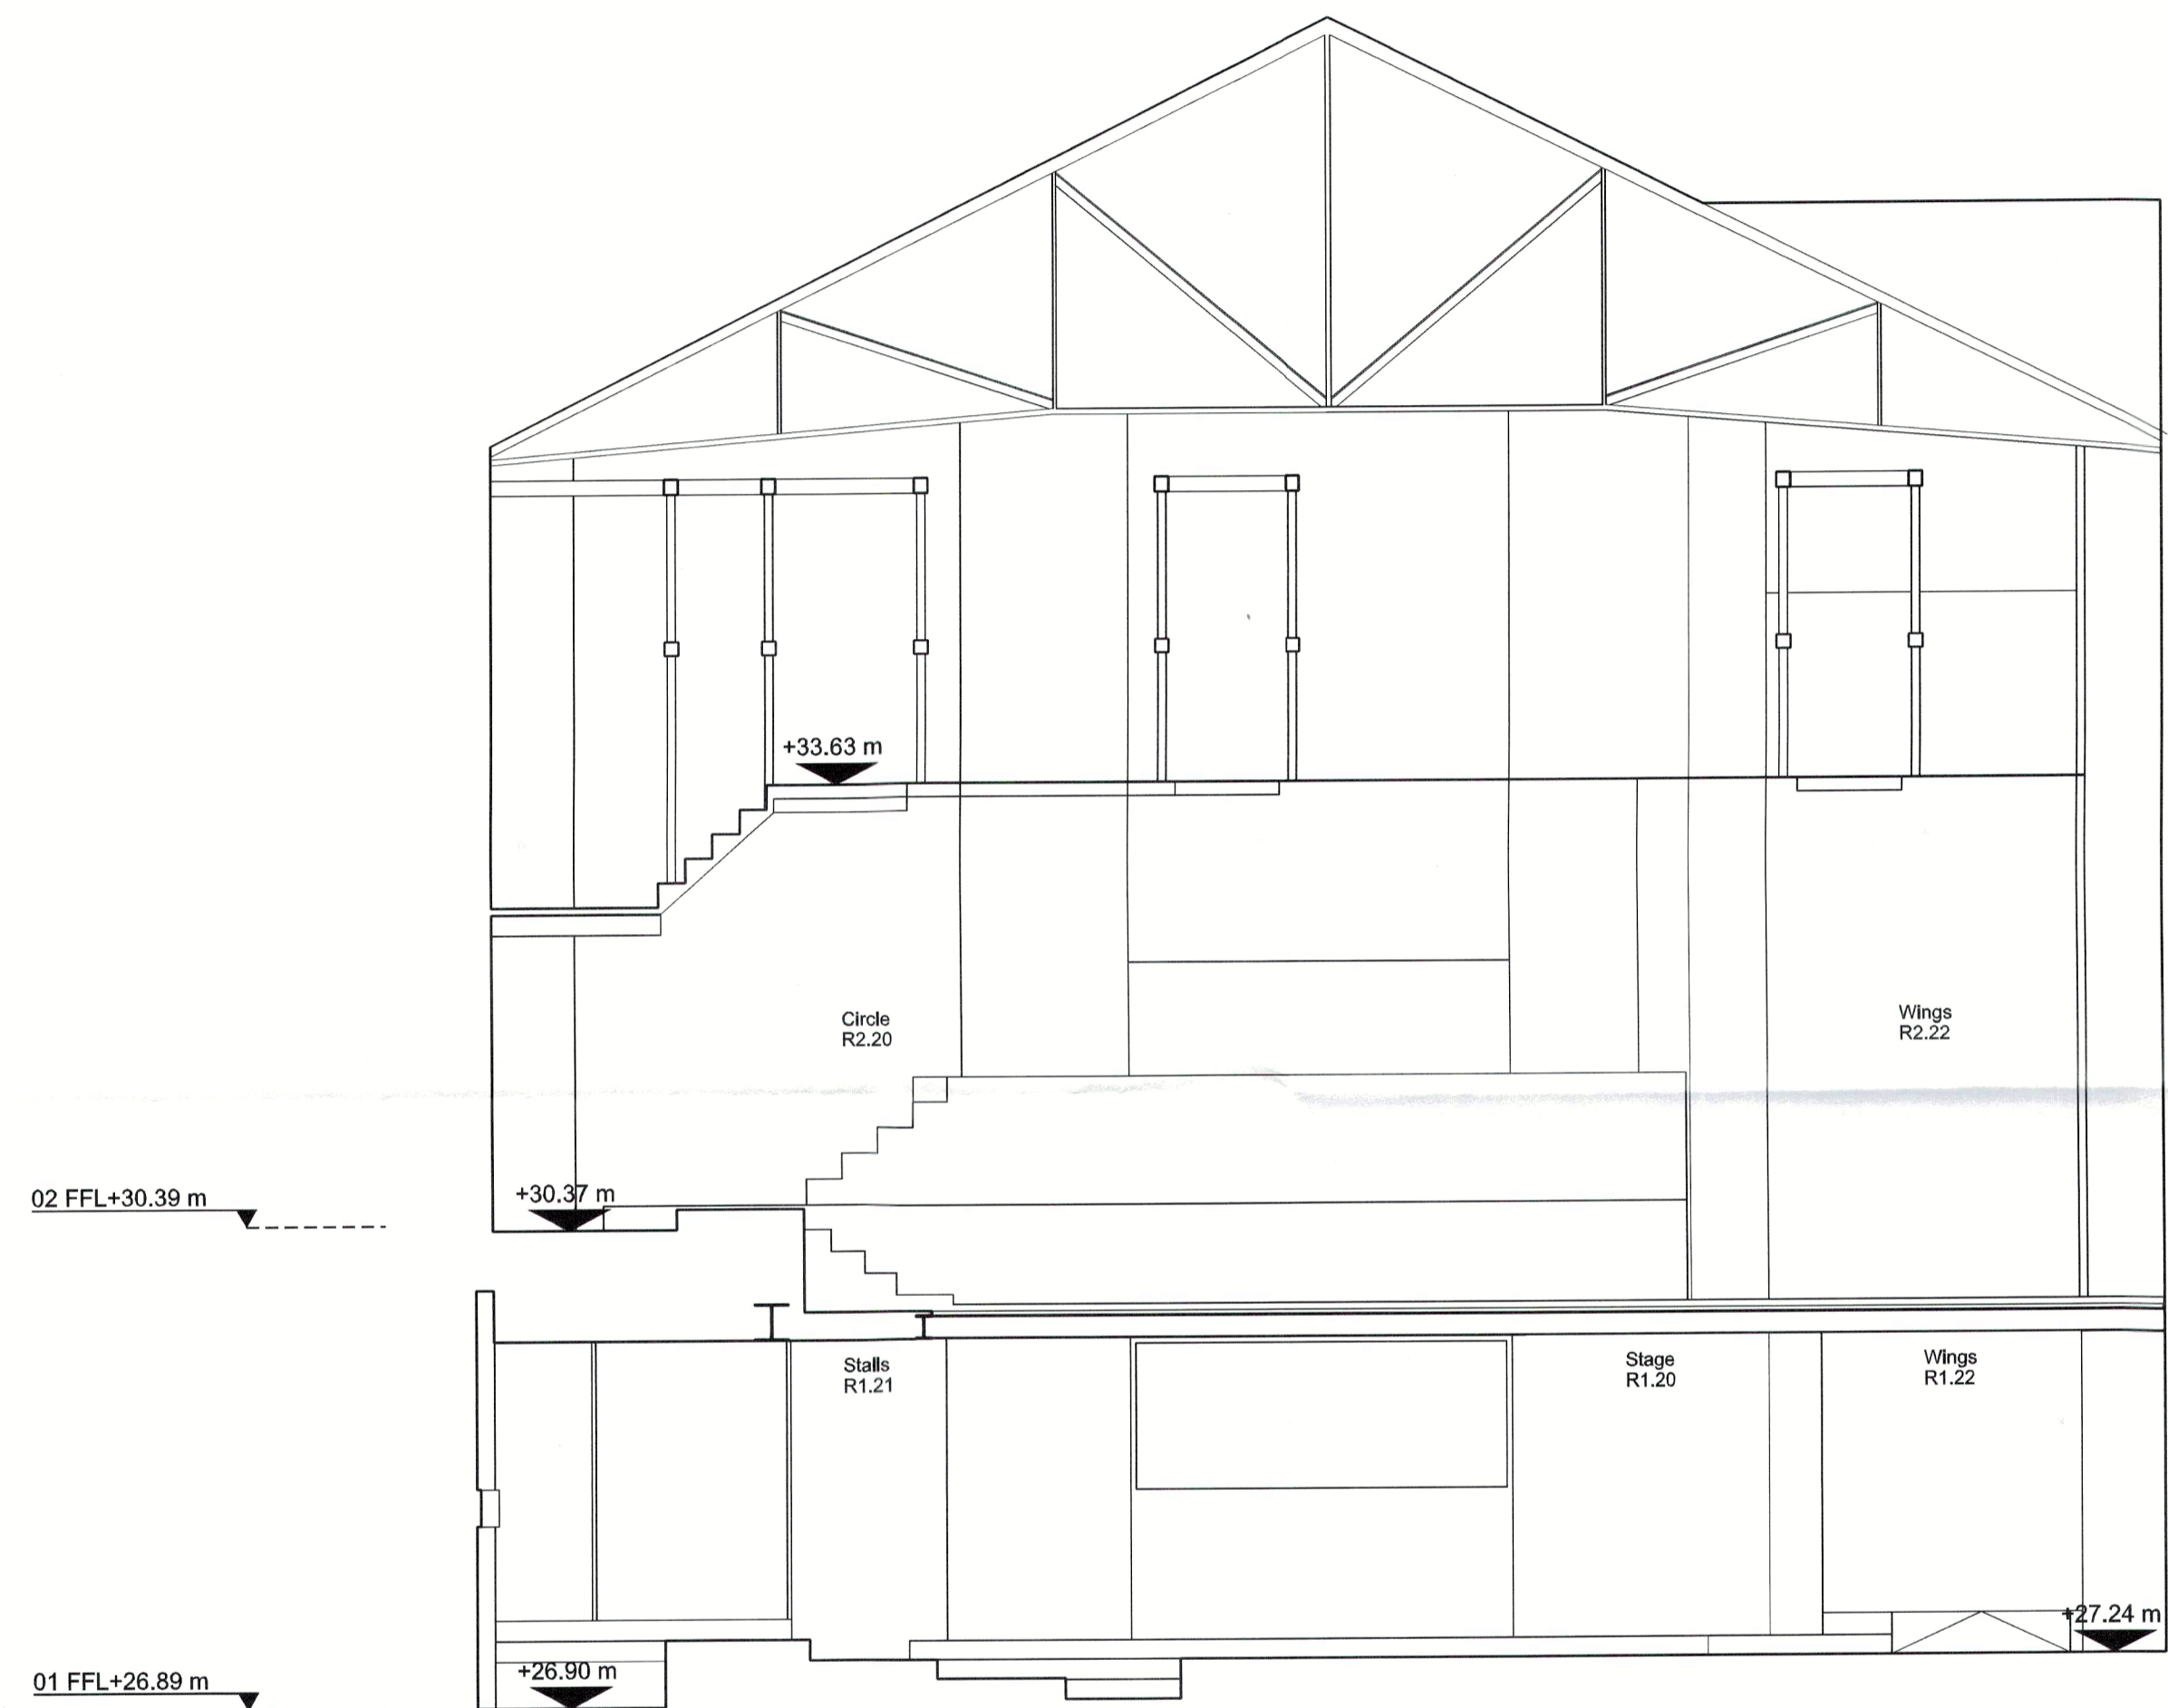 +33.63 m
Circle
R2.20
Wings
R2.22
02 FFL+30.39 m
+30.37 m
Stalls
R1.21
Stage
R1.20
Wings
R1.22
+27.24 m
01 FFL+26.89 m
+26.90 m